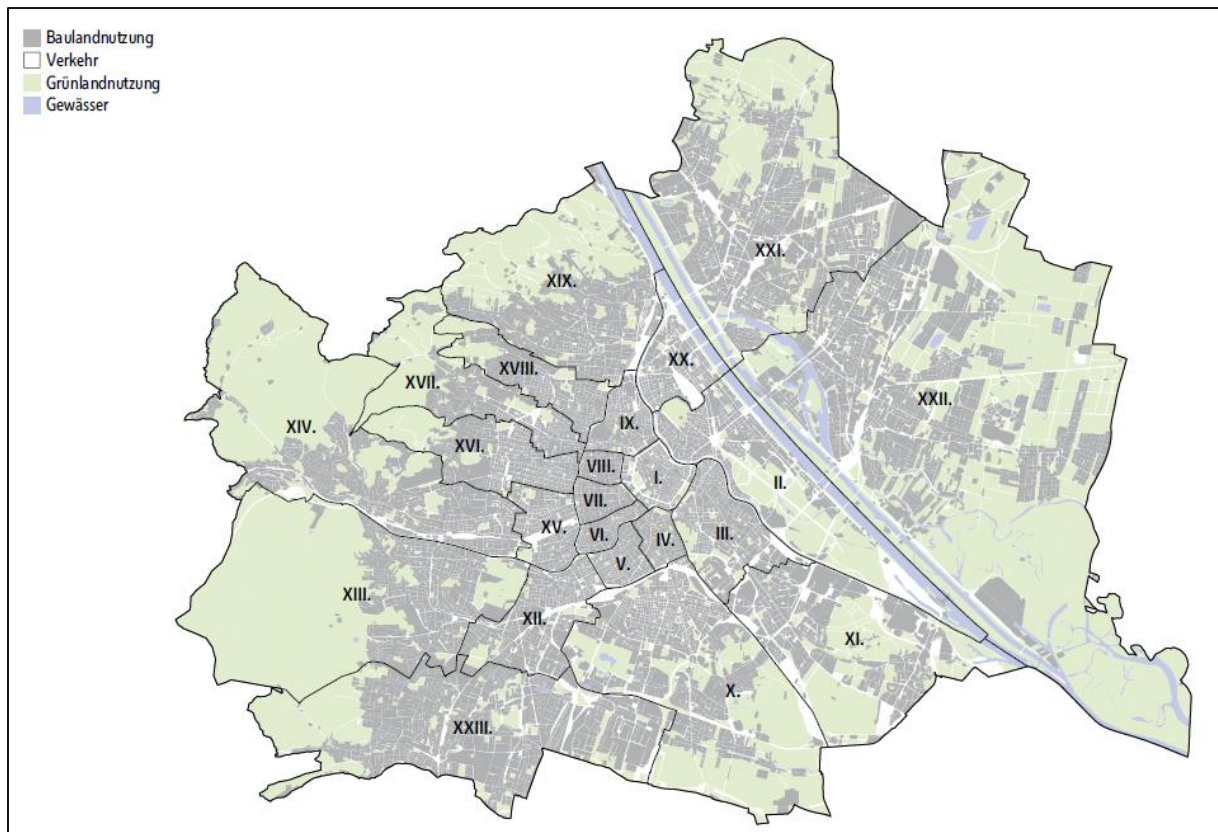 Baulandnutzung
Verkehr
Grünlandnutzung
Gewässer
XXI.
XIX.
XX.
XVIII.
XVII.
XXII.
XIV.
XVI.
IX.
VIII.
I.
II.
VII.
XV.
VI.
IV.
III.
V.
XIII.
XII.
XI.
X.
XXIII.